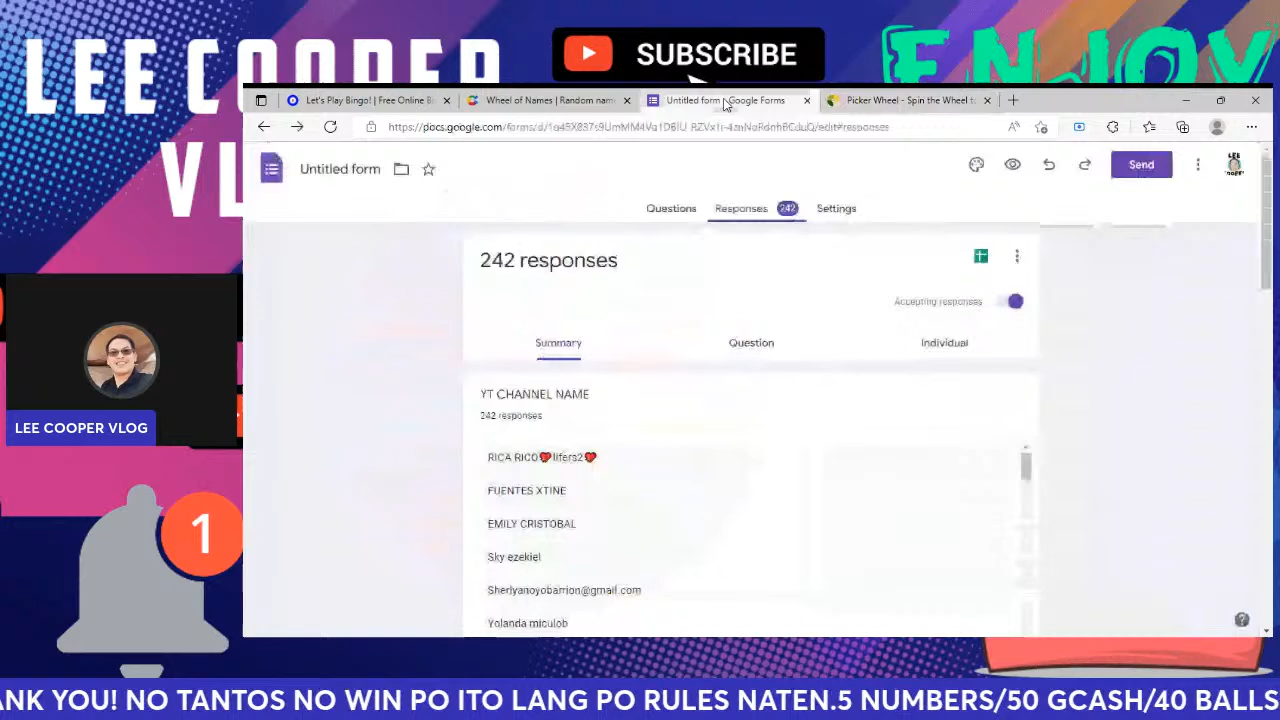 LEE COOPER
SUBSCRIBE
ENJOY
Let's Play Bingo! | Free Online B
Wheel of Names | Random nam
Untitled form - Google Forms
Picker Wheel - Spin the Wheel t
Untitled form
Send
LEE
Questions
Responses
242
Settings
242 responses
Accepting responses
Summary
Question
Individual
YT CHANNEL NAME
242 responses
RICA RICO❤️lifers2❤️
FUENTES XTINE
EMILY CRISTOBAL
Sky ezekiel
Sherlyanoyobarrion@gmail.com
Yolanda miculob
LEE COOPER VLOG
1
ANK YOU! NO TANTOS NO WIN PO ITO LANG PO RULES NATEN.5 NUMBERS/50 GCASH/40 BALLS